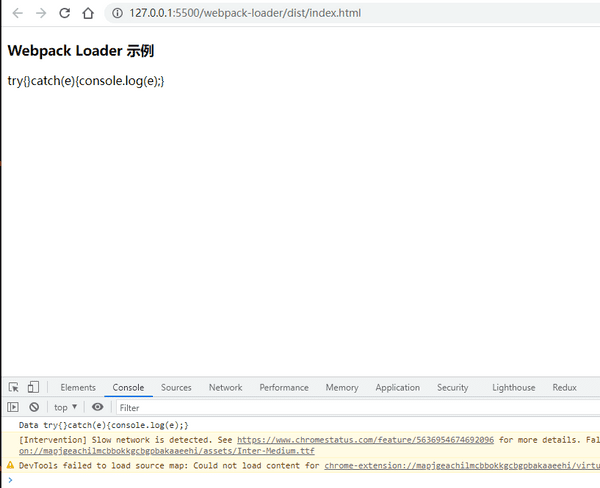 127.0.0.1:5500/webpack-loader/dist/index.html
Webpack Loader 示例
try{}catch(e){console.log(e);}
Elements Console Sources Network Performance Memory Application Security Lighthouse Redux
top Filter
Data try{}catch(e){console.log(e);}
[Intervention] Slow network is detected. See https://www.chromestatus.com/feature/5636954674692096 for more details. Fal
on://mapjgeachilmcbbokkgcbgpbakaaeehi/assets/Inter-Medium.ttf
DevTools failed to load source map: Could not load content for chrome-extension://mapjgeachilmcbbokkgcbgpbakaaeehi/virtu